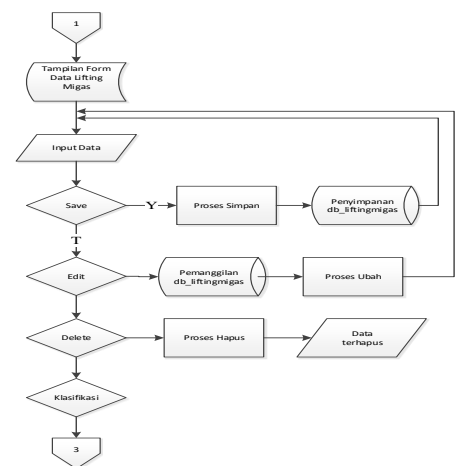 1
Tampilan Form
Data Lifting
Migas
Input Data
Save
Y
Proses Simpan
Penyimpanan
db_liftingmigas
T
Edit
Pemanggilan
db_liftingmigas
Proses Ubah
Delete
Proses Hapus
Data
terhapus
Klasifikasi
3